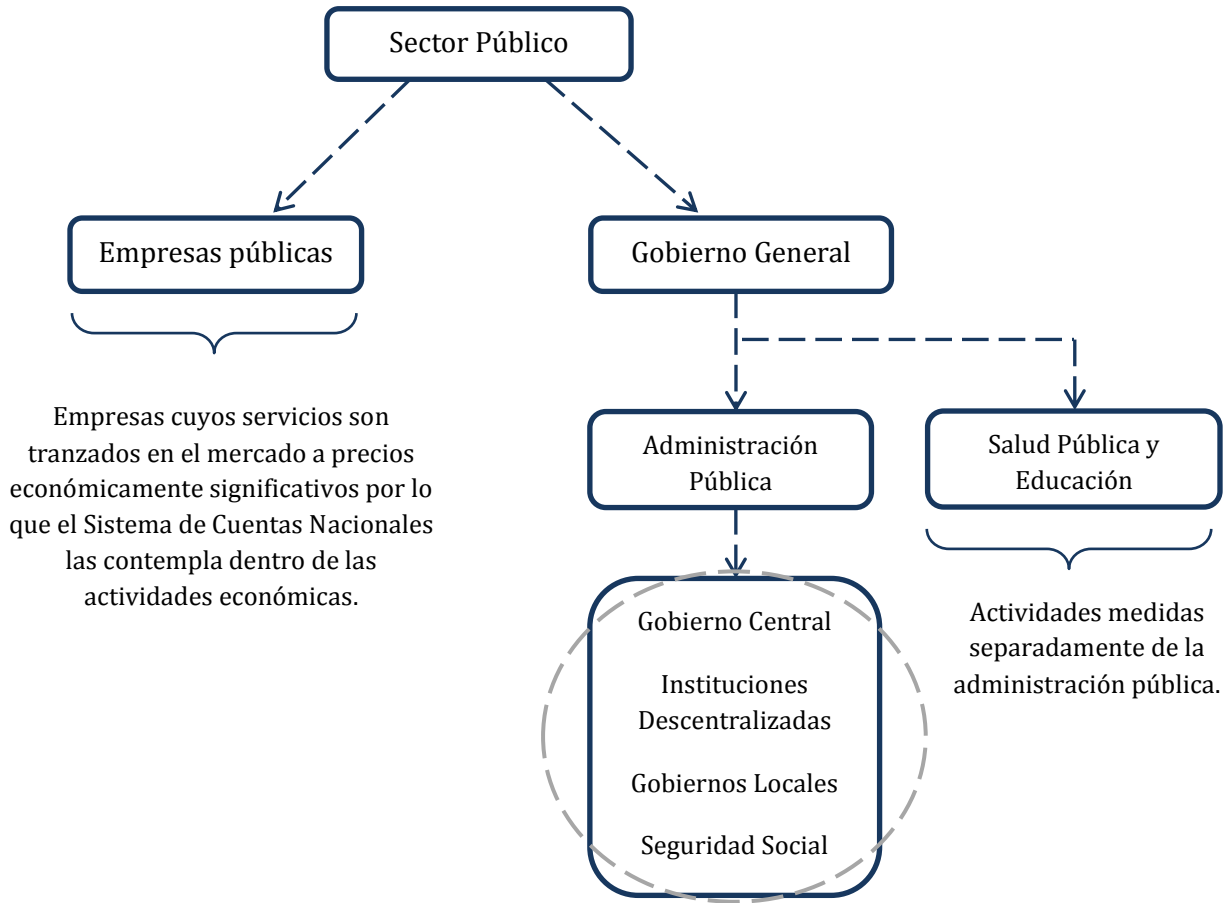 Sector Público
Empresas públicas
Gobierno General
Empresas cuyos servicios son
tranzados en el mercado a precios
económicamente significativos por lo
que el Sistema de Cuentas Nacionales
las contempla dentro de las
actividades económicas.
Administración
Pública
Salud Pública y
Educación
Gobierno Central
Instituciones
Descentralizadas
Gobiernos Locales
Seguridad Social
Actividades medidas
separadamente de la
administración pública.